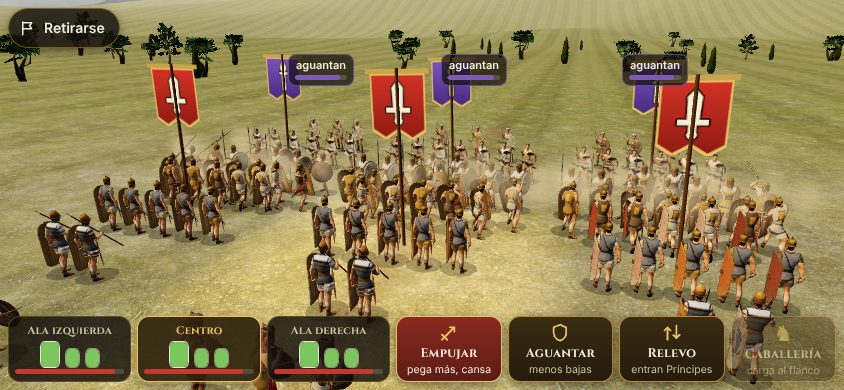 Retirarse
aguantan
aguantan
aguantan
ALA IZQUIERDA
CENTRO
ALA DERECHA
EMPUJAR
pega más, cansa
AGUANTAR
menos bajas
RELEVO
entran Príncipes
CABALLERÍA
carga al flanco